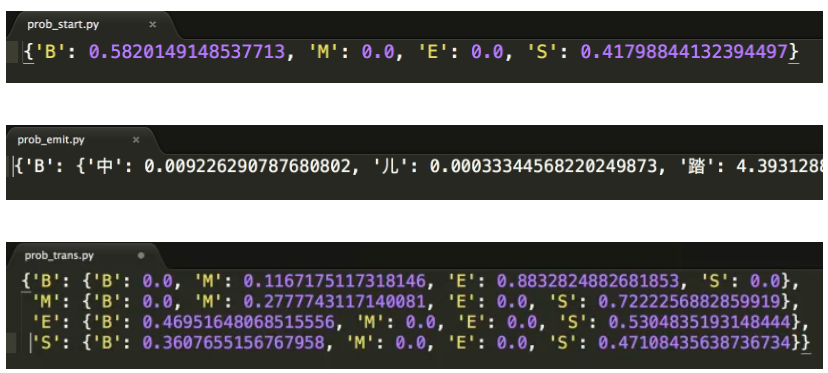 prob_start.py ×
{'B': 0.5820149148537713, 'M': 0.0, 'E': 0.0, 'S': 0.41798844132394497}
prob_emit.py ×
{'B': {'中': 0.009226290787680802, '儿': 0.00033344568220249873, '踏': 4.3931288
prob_trans.py
{'B': {'B': 0.0, 'M': 0.1167175117318146, 'E': 0.8832824882681853, 'S': 0.0},
'M': {'B': 0.0, 'M': 0.2777743117140081, 'E': 0.0, 'S': 0.7222256882859919},
'E': {'B': 0.46951648068515556, 'M': 0.0, 'E': 0.0, 'S': 0.5304835193148444},
'S': {'B': 0.3607655156767958, 'M': 0.0, 'E': 0.0, 'S': 0.47108435638736734}}